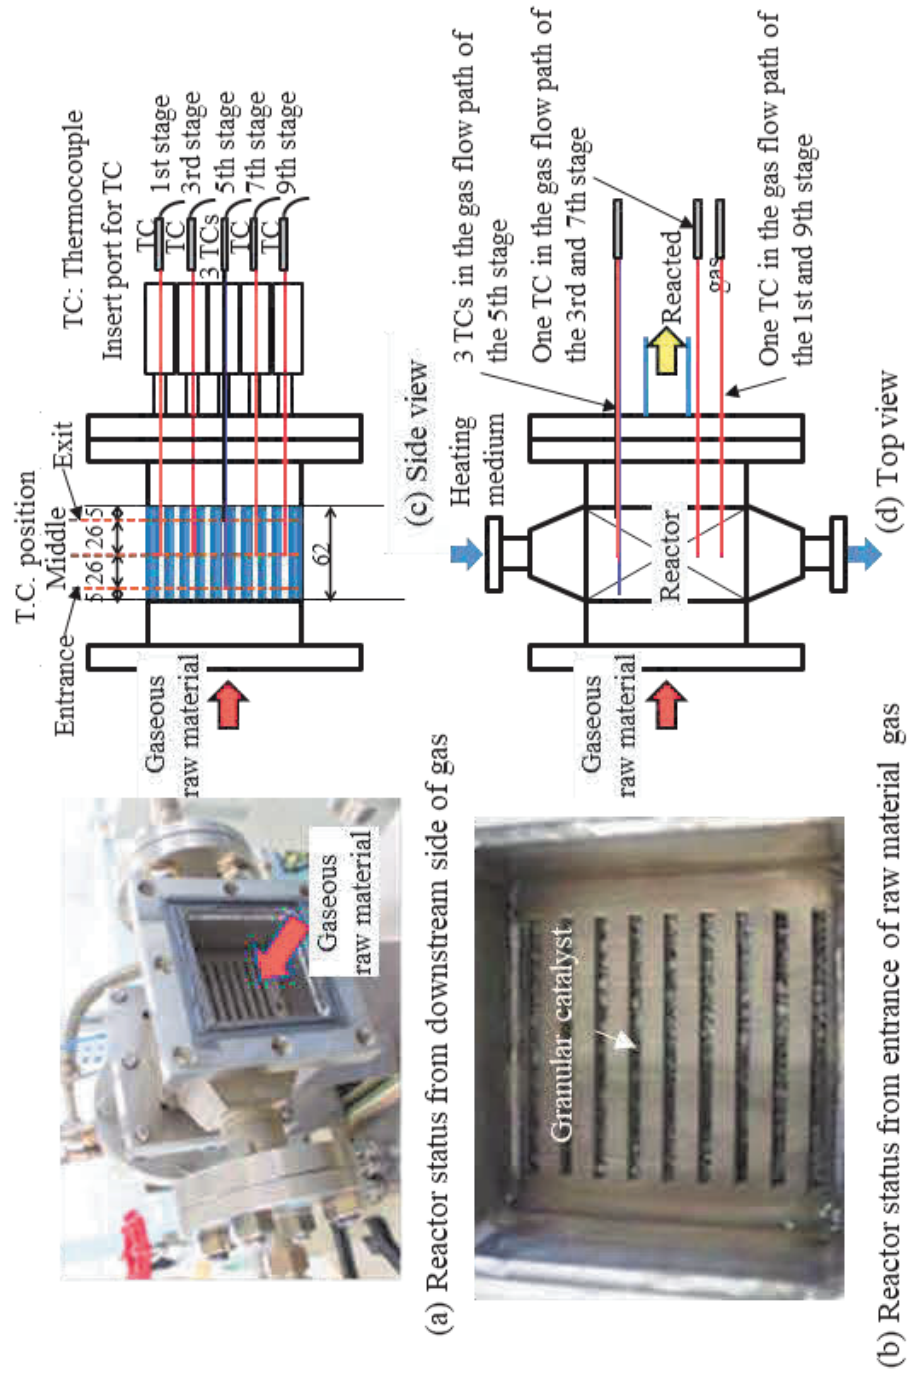 Gaseous
raw material
(a) Reactor status from downstream side of gas
Granular catalyst
(b) Reactor status from entrance of raw material gas
T.C. position
Entrance
Middle
Exit
5
26
26
5
62
TC: Thermocouple
Insert port for TC
TC
1st stage
TC
3rd stage
3 TCs
5th stage
TC
7th stage
TC
9th stage
Gaseous
raw material
(c) Side view
Heating
medium
Reactor
Reacted
gas
Gaseous
raw material
3 TCs in the gas flow path of
the 5th stage
One TC in the gas flow path of
the 3rd and 7th stage
One TC in the gas flow path of
the 1st and 9th stage
(d) Top view